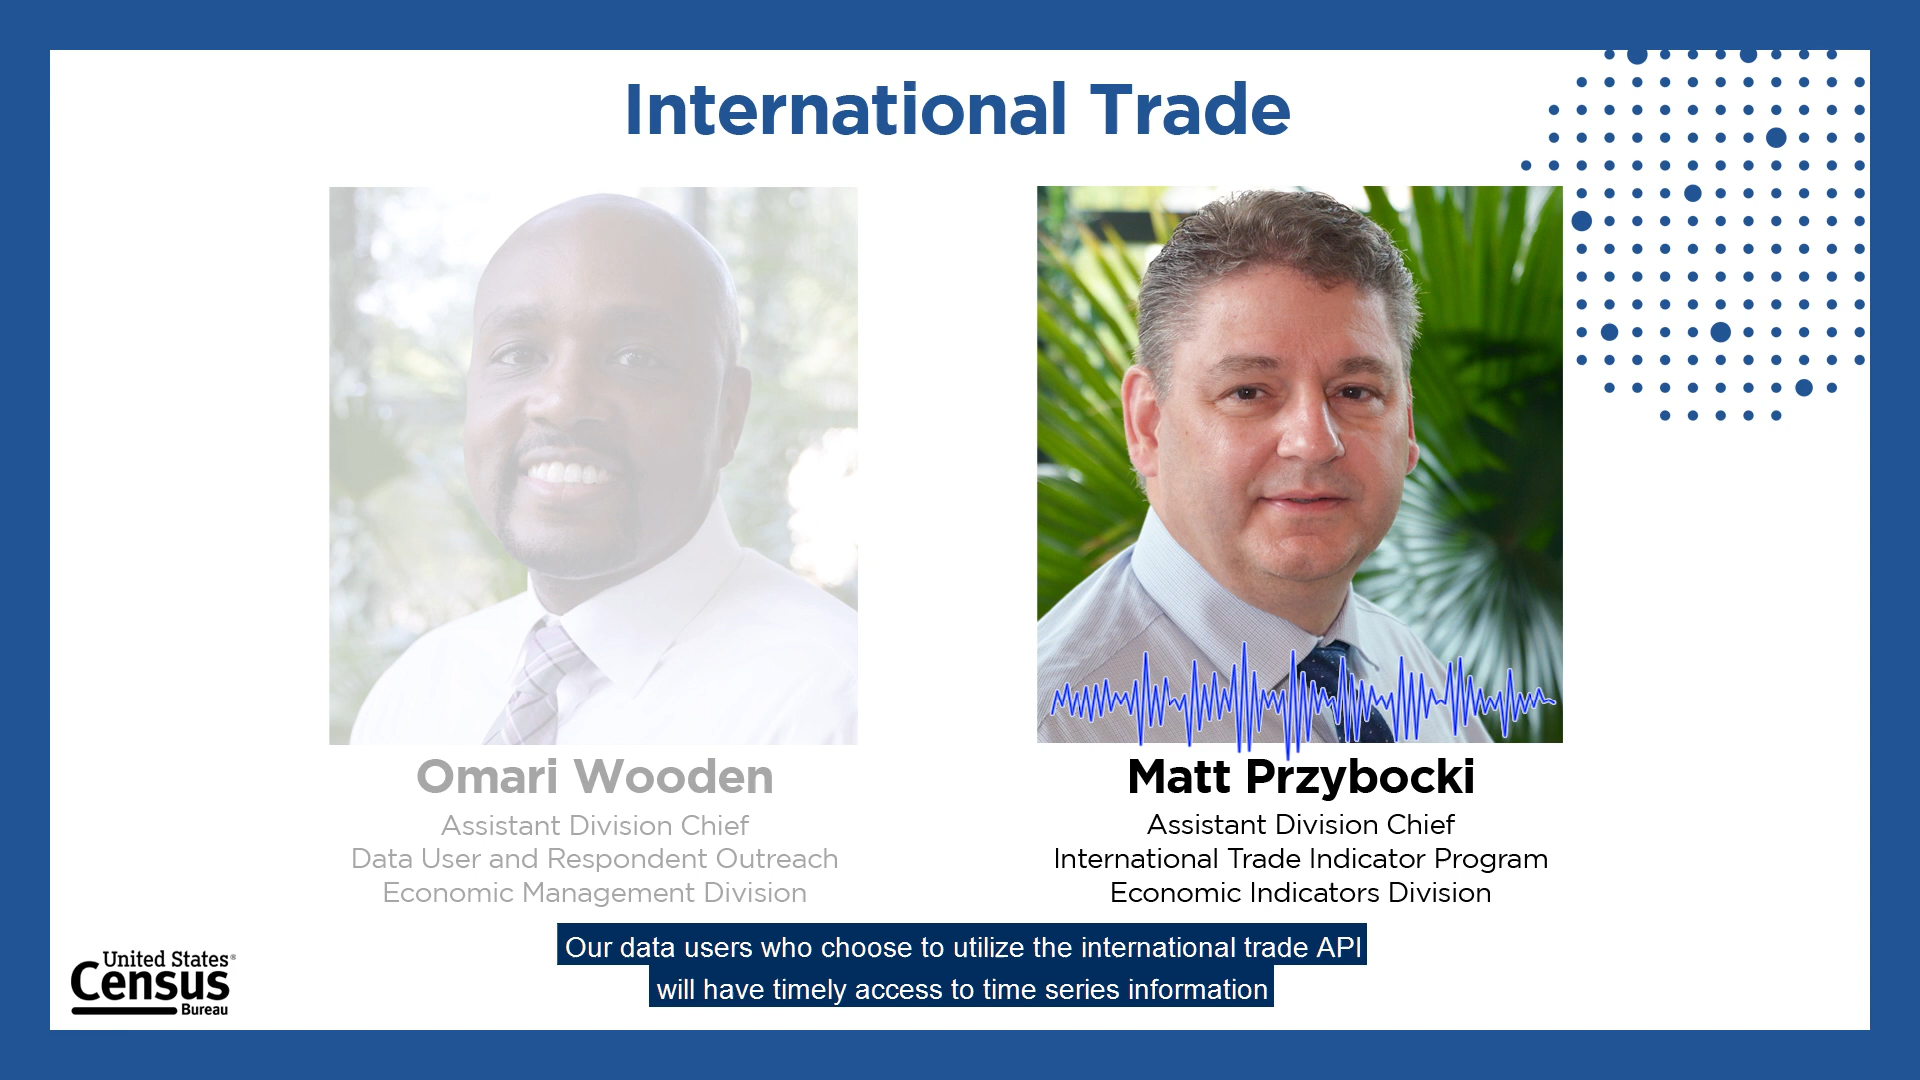 International Trade
Omari Wooden
Assistant Division Chief
Data User and Respondent Outreach
Economic Management Division
Matt Przybocki
Assistant Division Chief
International Trade Indicator Program
Economic Indicators Division
Our data users who choose to utilize the international trade API
will have timely access to time series information
United States®
Census
Bureau